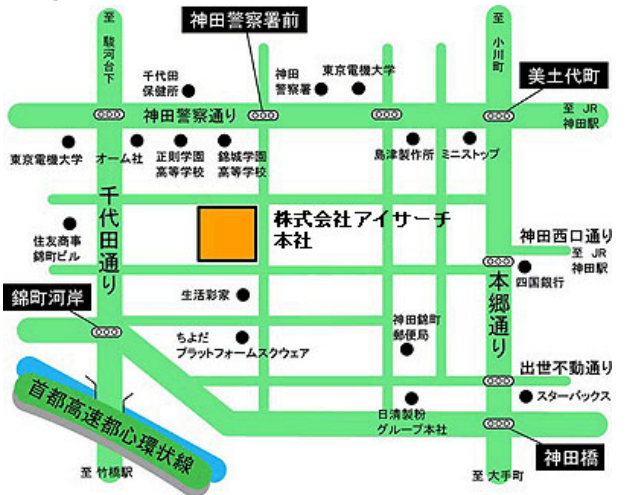 至
駿河台下
神田警察署前
至
小川町
美土代町
千代田
保健所
神田
警察署
東京電機大学
神田警察通り
至 JR
神田駅
東京電機大学
オーム社
正則学園
高等学校
錦城学園
高等学校
島津製作所
ミニストップ
千代田通り
住友商事
錦町ビル
株式会社アイサーチ
本社
神田西口通り
至 JR
神田駅
四国銀行
本郷通り
錦町河岸
生活彩家
ちよだ
プラットフォームスクウェア
神田錦町
郵便局
出世不動通り
スターバックス
首都高速都心環状線
日清製粉
グループ本社
神田橋
至 竹橋駅
至 大手町